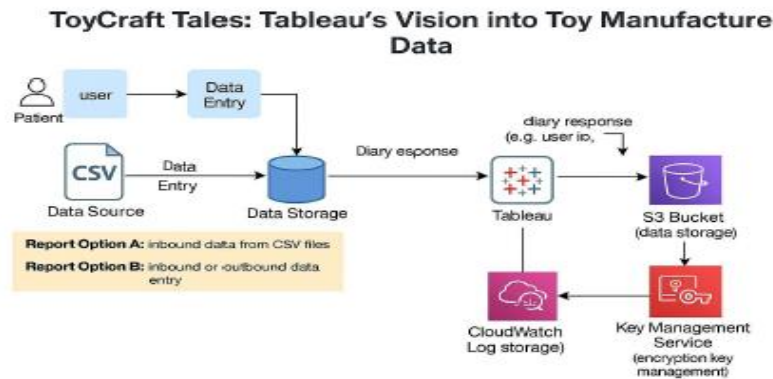 ToyCraft Tales: Tableau's Vision into Toy Manufacture
Data
user
Data
Entry
Patient
CSV
Data
Entry
Data Source
Data Storage
Diary esponse
Tableau
diary response
(e.g. user io,
S3 Bucket
(data storage)
Report Option A: inbound datta from CSV files
Report Option B: inbound or outbound data
entry
CloudWatch
Log storage)
Key Management
Service
(encryption key
management)